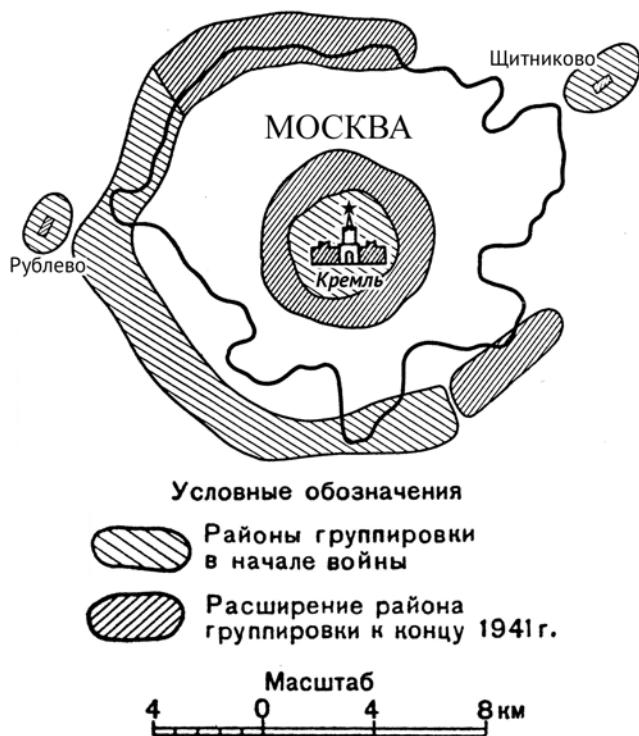 Щитниково
МОСКВА
Рублево
Кремль
Условные обозначения
Районы группировки
в начале войны
Расширение района
группировки к концу 1941 г.
Масштаб
4 0 4 8 км